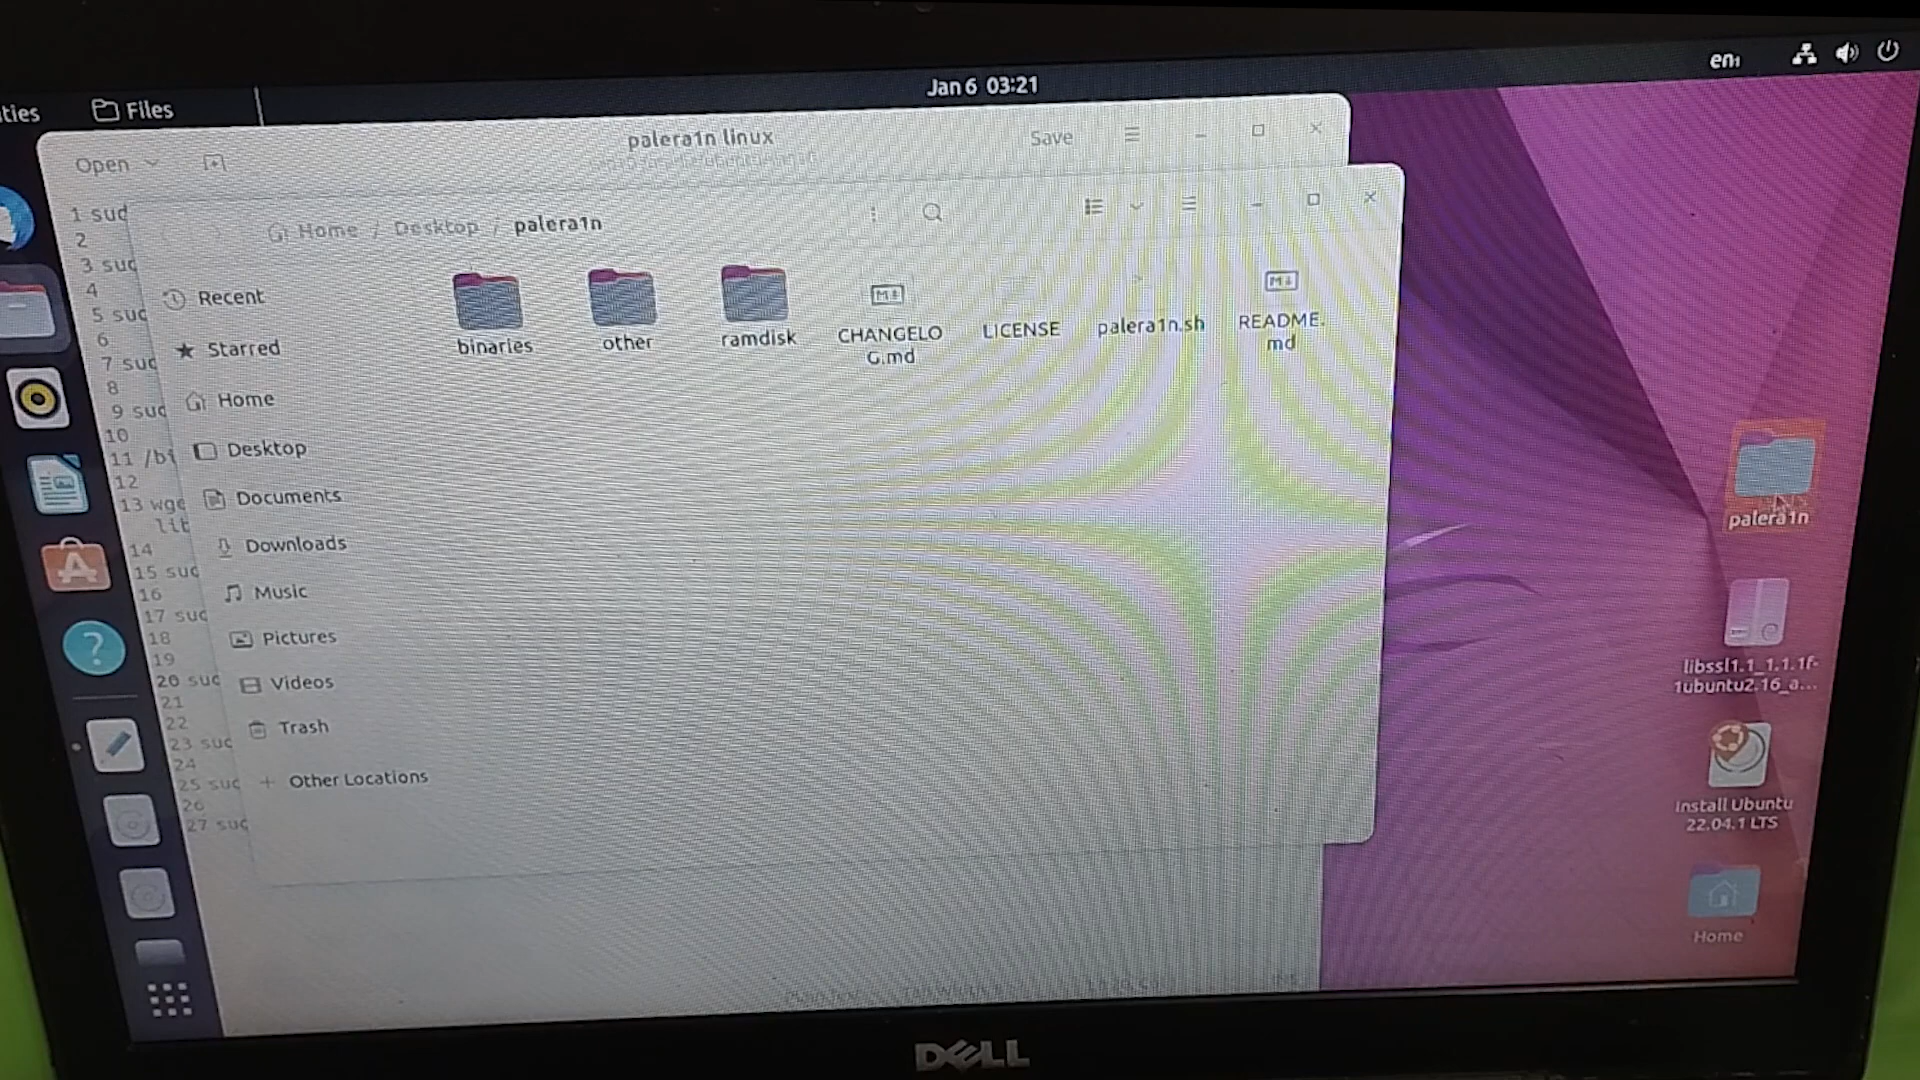 ties
Files
Jan 6 03:21
en₁
Open
palera1n linux
Save
1 sud
2
3 sud
4
5 suc
6
7 suc
8
9 suc
10
11 /bi
12
13 wge
lit
14
15 suc
16
17 suc
18
19
20 suc
21
22
23 suc
24
25 suc
26
27 suc
Home / Desktop / palera1n
Recent
Starred
Home
Desktop
Documents
Downloads
Music
Pictures
Videos
Trash
+ Other Locations
binaries
other
ramdisk
CHANGELO
G.md
LICENSE
palera1n.sh
README.
md
palera1n
libssl1.1_1.1.1f-
1ubuntu2.16_a...
Install Ubuntu
22.04.1 LTS
Home
DELL